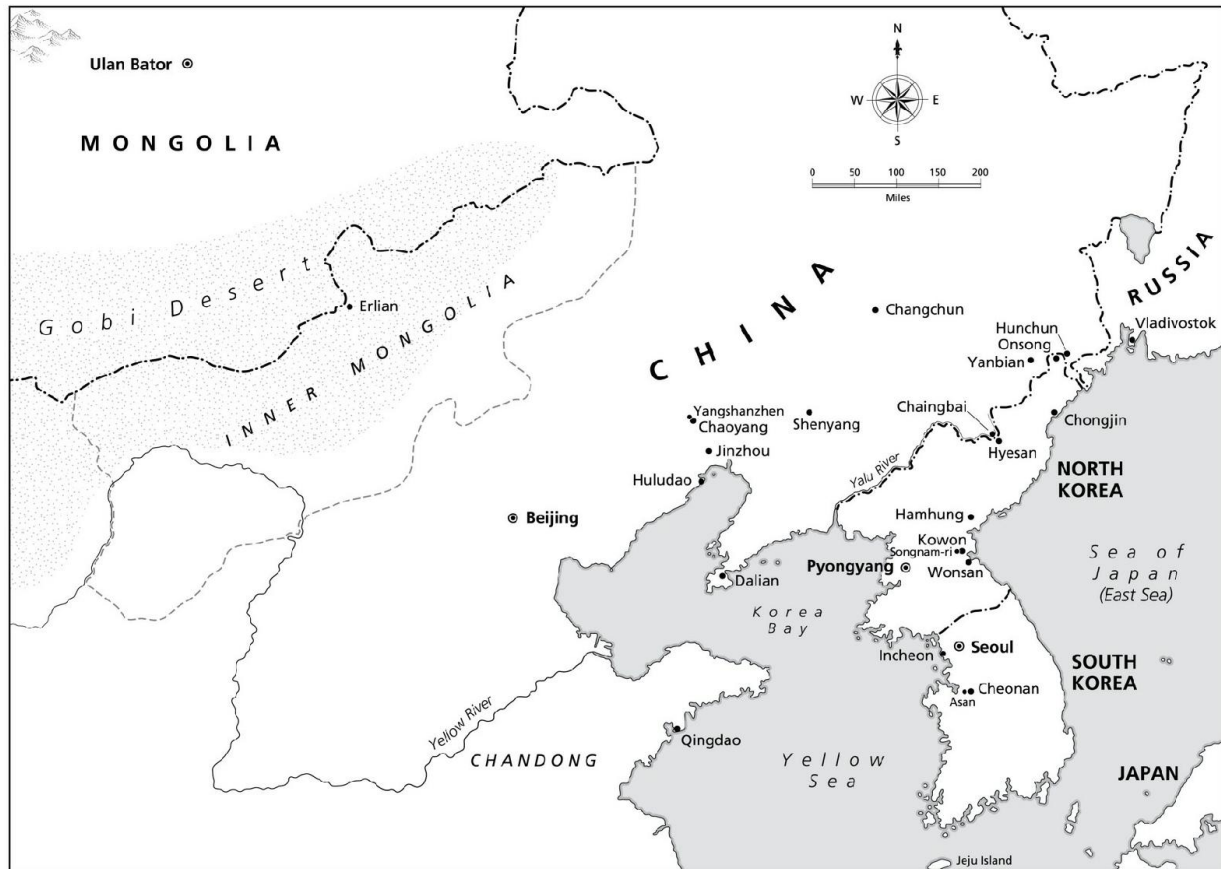 N
W
E
S
0 50 100 150 200
Miles
Ulan Bator
MONGOLIA
Gobi Desert
Erlian
INNER MONGOLIA
CHINA
RUSSIA
Changchun
Hunchun
Onsong
Yanbian
Vladivostok
Yangshanzhen
Chaoyang
Shenyang
Chaingbai
Chongjin
Jinzhou
Hyesan
Huludao
Yalu River
NORTH
KOREA
Beijing
Hamhung
Kowon
Songnam-ri
Pyongyang
Wonsan
Dalian
Sea of
Japan
(East Sea)
Korea
Bay
Incheon
Seoul
SOUTH
KOREA
Cheonan
Asan
Yellow River
Qingdao
CHANDONG
Yellow
Sea
JAPAN
Jeju Island